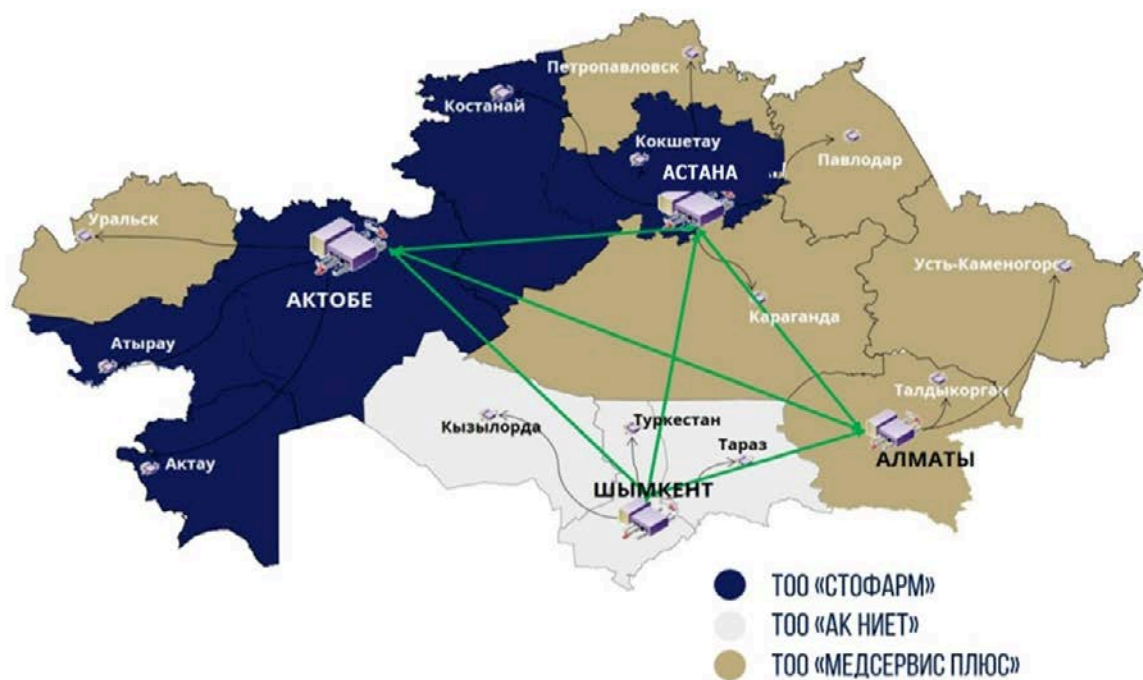 Петропавловск
Костанай
Кокшетау
АСТАНА
Павлодар
Уральск
Усть-Каменогорс
АКТОБЕ
Караганда
Атырау
Талдыкорган
Кызылорда
Туркестан
Тараз
АЛМАТЫ
Актау
ШЫМКЕНТ
ТОО «СТОФАРМ»
ТОО «АК НИЕТ»
ТОО «МЕДСЕРВИС ПЛЮС»